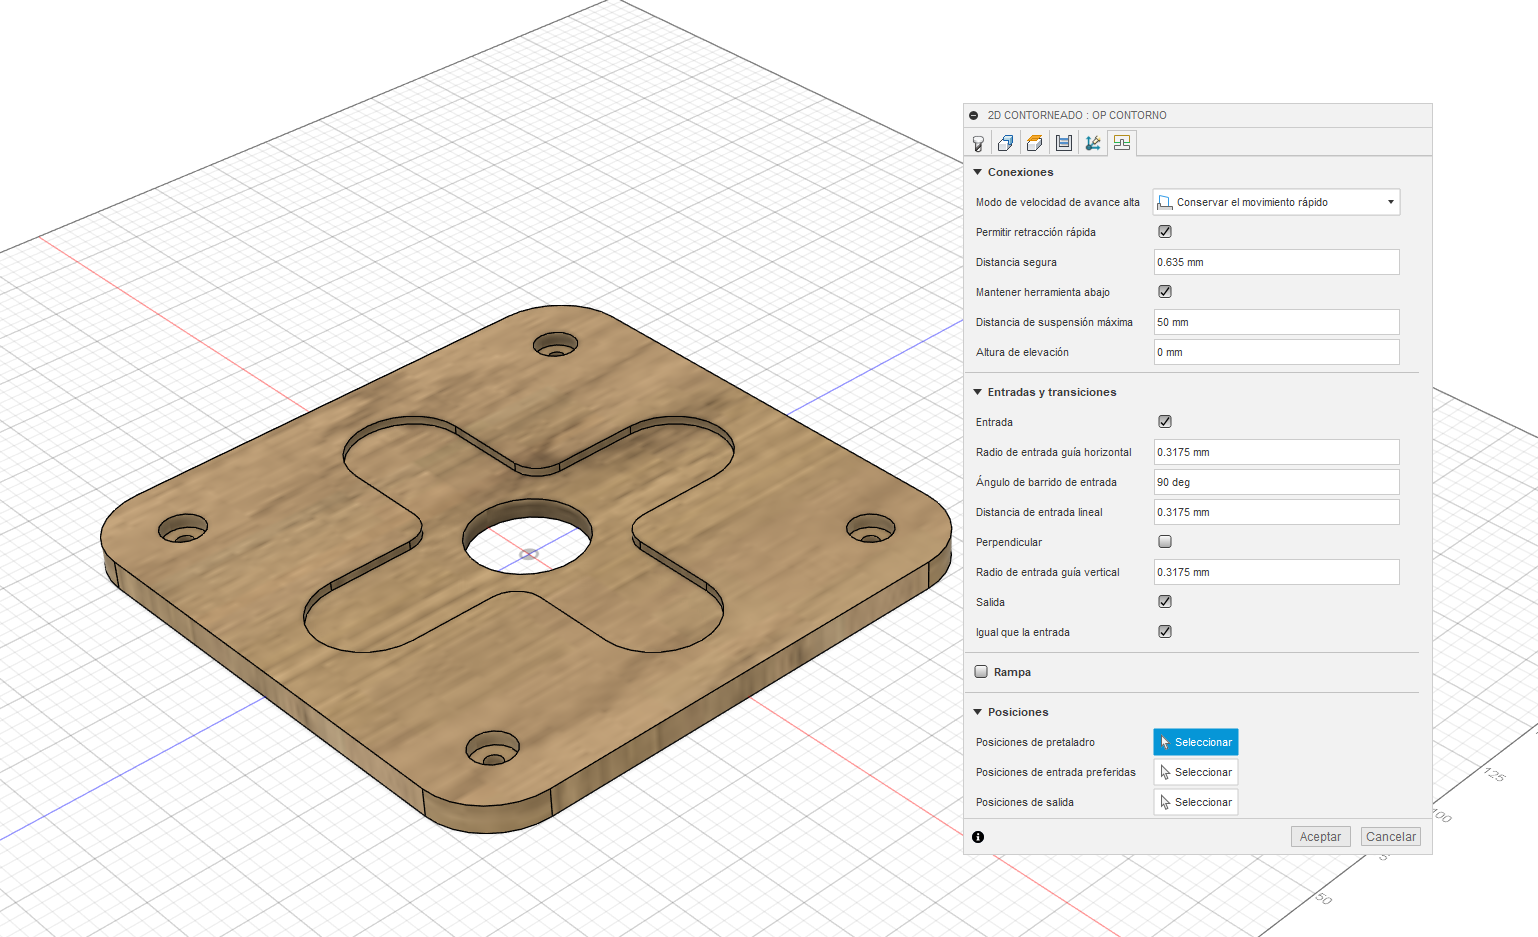 2D CONTORNEADO : OP CONTORNO
Conexiones
Modo de velocidad de avance alta Conservar el movimiento rápido
Permitir retracción rápida
Distancia segura 0.635 mm
Mantener herramienta abajo
Distancia de suspensión máxima 50 mm
Altura de elevación 0 mm
Entradas y transiciones
Entrada
Radio de entrada guía horizontal 0.3175 mm
Ángulo de barrido de entrada 90 deg
Distancia de entrada lineal 0.3175 mm
Perpendicular
Radio de entrada guía vertical 0.3175 mm
Salida
Igual que la entrada
Rampa
Posiciones
Posiciones de pretaladro Seleccionar
Posiciones de entrada preferidas Seleccionar
Posiciones de salida Seleccionar
Aceptar Cancelar
125
100
50